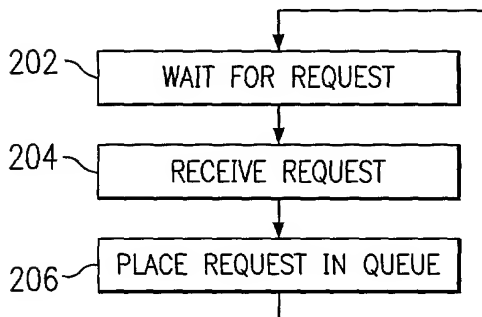 202
WAIT FOR REQUEST
204
RECEIVE REQUEST
206
PLACE REQUEST IN QUEUE